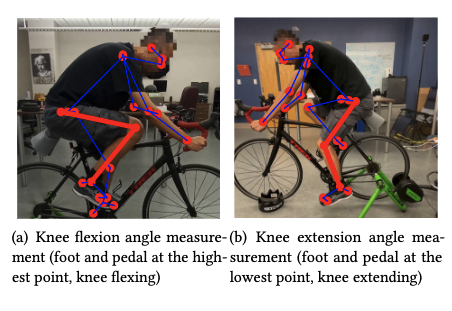 (a) Knee flexion angle measure-
ment (foot and pedal at the high-
est point, knee flexing)
(b) Knee extension angle mea-
surement (foot and pedal at the
lowest point, knee extending)